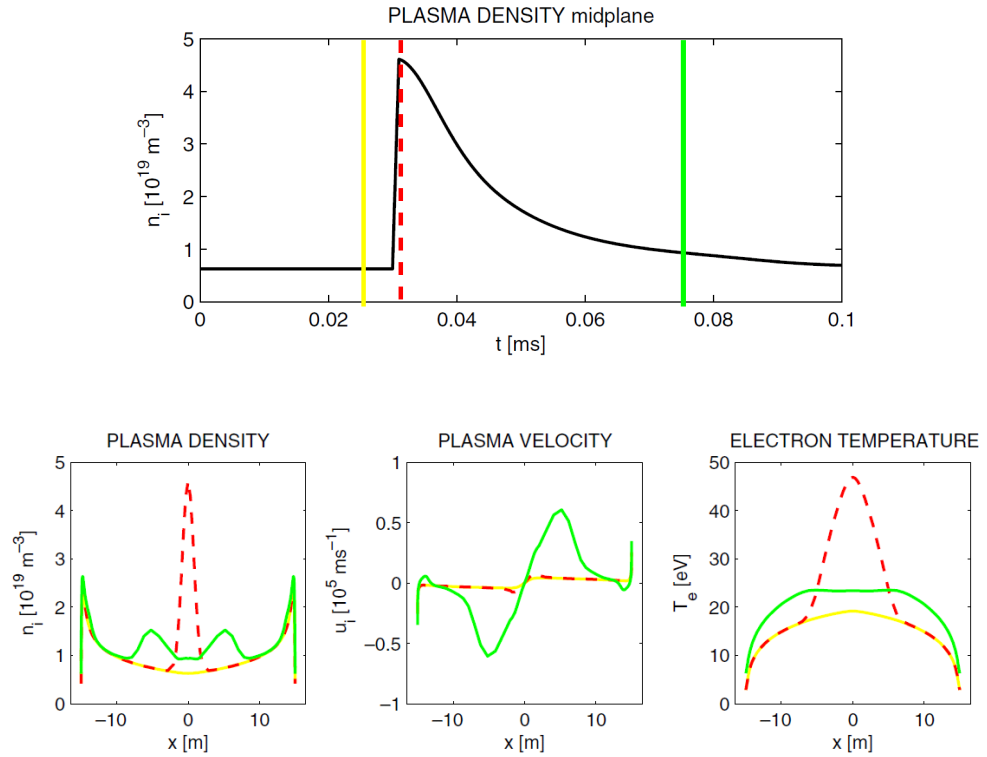 PLASMA DENSITY midplane
n_i [10^19 m^−3]
5
4
3
2
1
0
0 0.02 0.04 0.06 0.08 0.1
t [ms]
PLASMA DENSITY
n_i [10^19 m^−3]
5
4
3
2
1
0
−10 0 10
x [m]
PLASMA VELOCITY
u_i [10^5 ms^−1]
1
0.5
0
−0.5
−1
−10 0 10
x [m]
ELECTRON TEMPERATURE
T_e [eV]
50
40
30
20
10
0
−10 0 10
x [m]